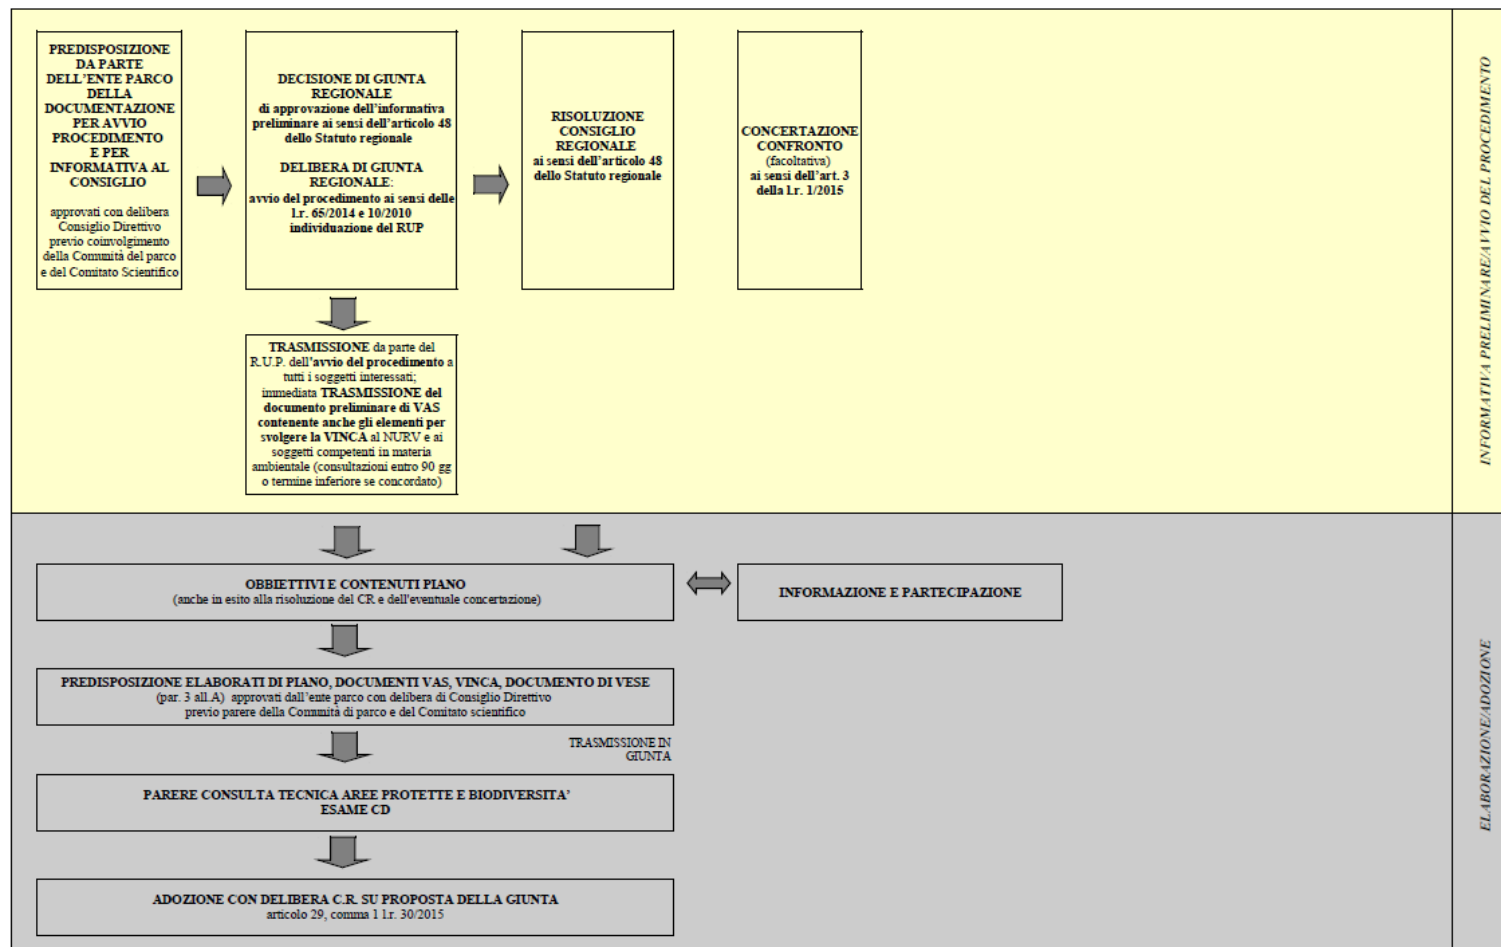 PREDISPOSIZIONE
DA PARTE
DELL'ENTE PARCO
DELLA
DOCUMENTAZIONE
PER AVVIO
PROCEDIMENTO
E PER
INFORMATIVA AL
CONSIGLIO
approvati con delibera
Consiglio Direttivo
previo coinvolgimento
della Comunità del parco
e del Comitato Scientifico
DECISIONE DI GIUNTA
REGIONALE
di approvazione dell'informativa
preliminare ai sensi dell'articolo 48
dello Statuto regionale
DELIBERA DI GIUNTA
REGIONALE:
avvio del procedimento ai sensi delle
l.r. 65/2014 e 10/2010
individuazione del RUP
RISOLUZIONE
CONSIGLIO
REGIONALE
ai sensi dell'articolo 48
dello Statuto regionale
CONCERTAZIONE
CONFRONTO
(facoltativa)
ai sensi dell'art. 3
della l.r. 1/2015
TRASMISSIONE da parte del
R.U.P. dell'avvio del procedimento a
tutti i soggetti interessati;
immediata TRASMISSIONE del
documento preliminare di VAS
contenente anche gli elementi per
svolgere la VINCA al NURV e ai
soggetti competenti in materia
ambientale (consultazioni entro 90 gg
o termine inferiore se concordato)
INFORMATIVA PRELIMINARE/AVVIO DEL PROCEDIMENTO
OBBIETTIVI E CONTENUTI PIANO
(anche in esito alla risoluzione del CR e dell'eventuale concertazione)
INFORMAZIONE E PARTECIPAZIONE
PREDISPOSIZIONE ELABORATI DI PIANO, DOCUMENTI VAS, VINCA, DOCUMENTO DI VESE
(par. 3 all.A) approvati dall'ente parco con delibera di Consiglio Direttivo
previo parere della Comunità di parco e del Comitato scientifico
TRASMISSIONE IN
GIUNTA
PARERE CONSULTA TECNICA AREE PROTETTE E BIODIVERSITA'
ESAME CD
ADOZIONE CON DELIBERA C.R. SU PROPOSTA DELLA GIUNTA
articolo 29, comma 1 l.r. 30/2015
ELABORAZIONE/ADOZIONE